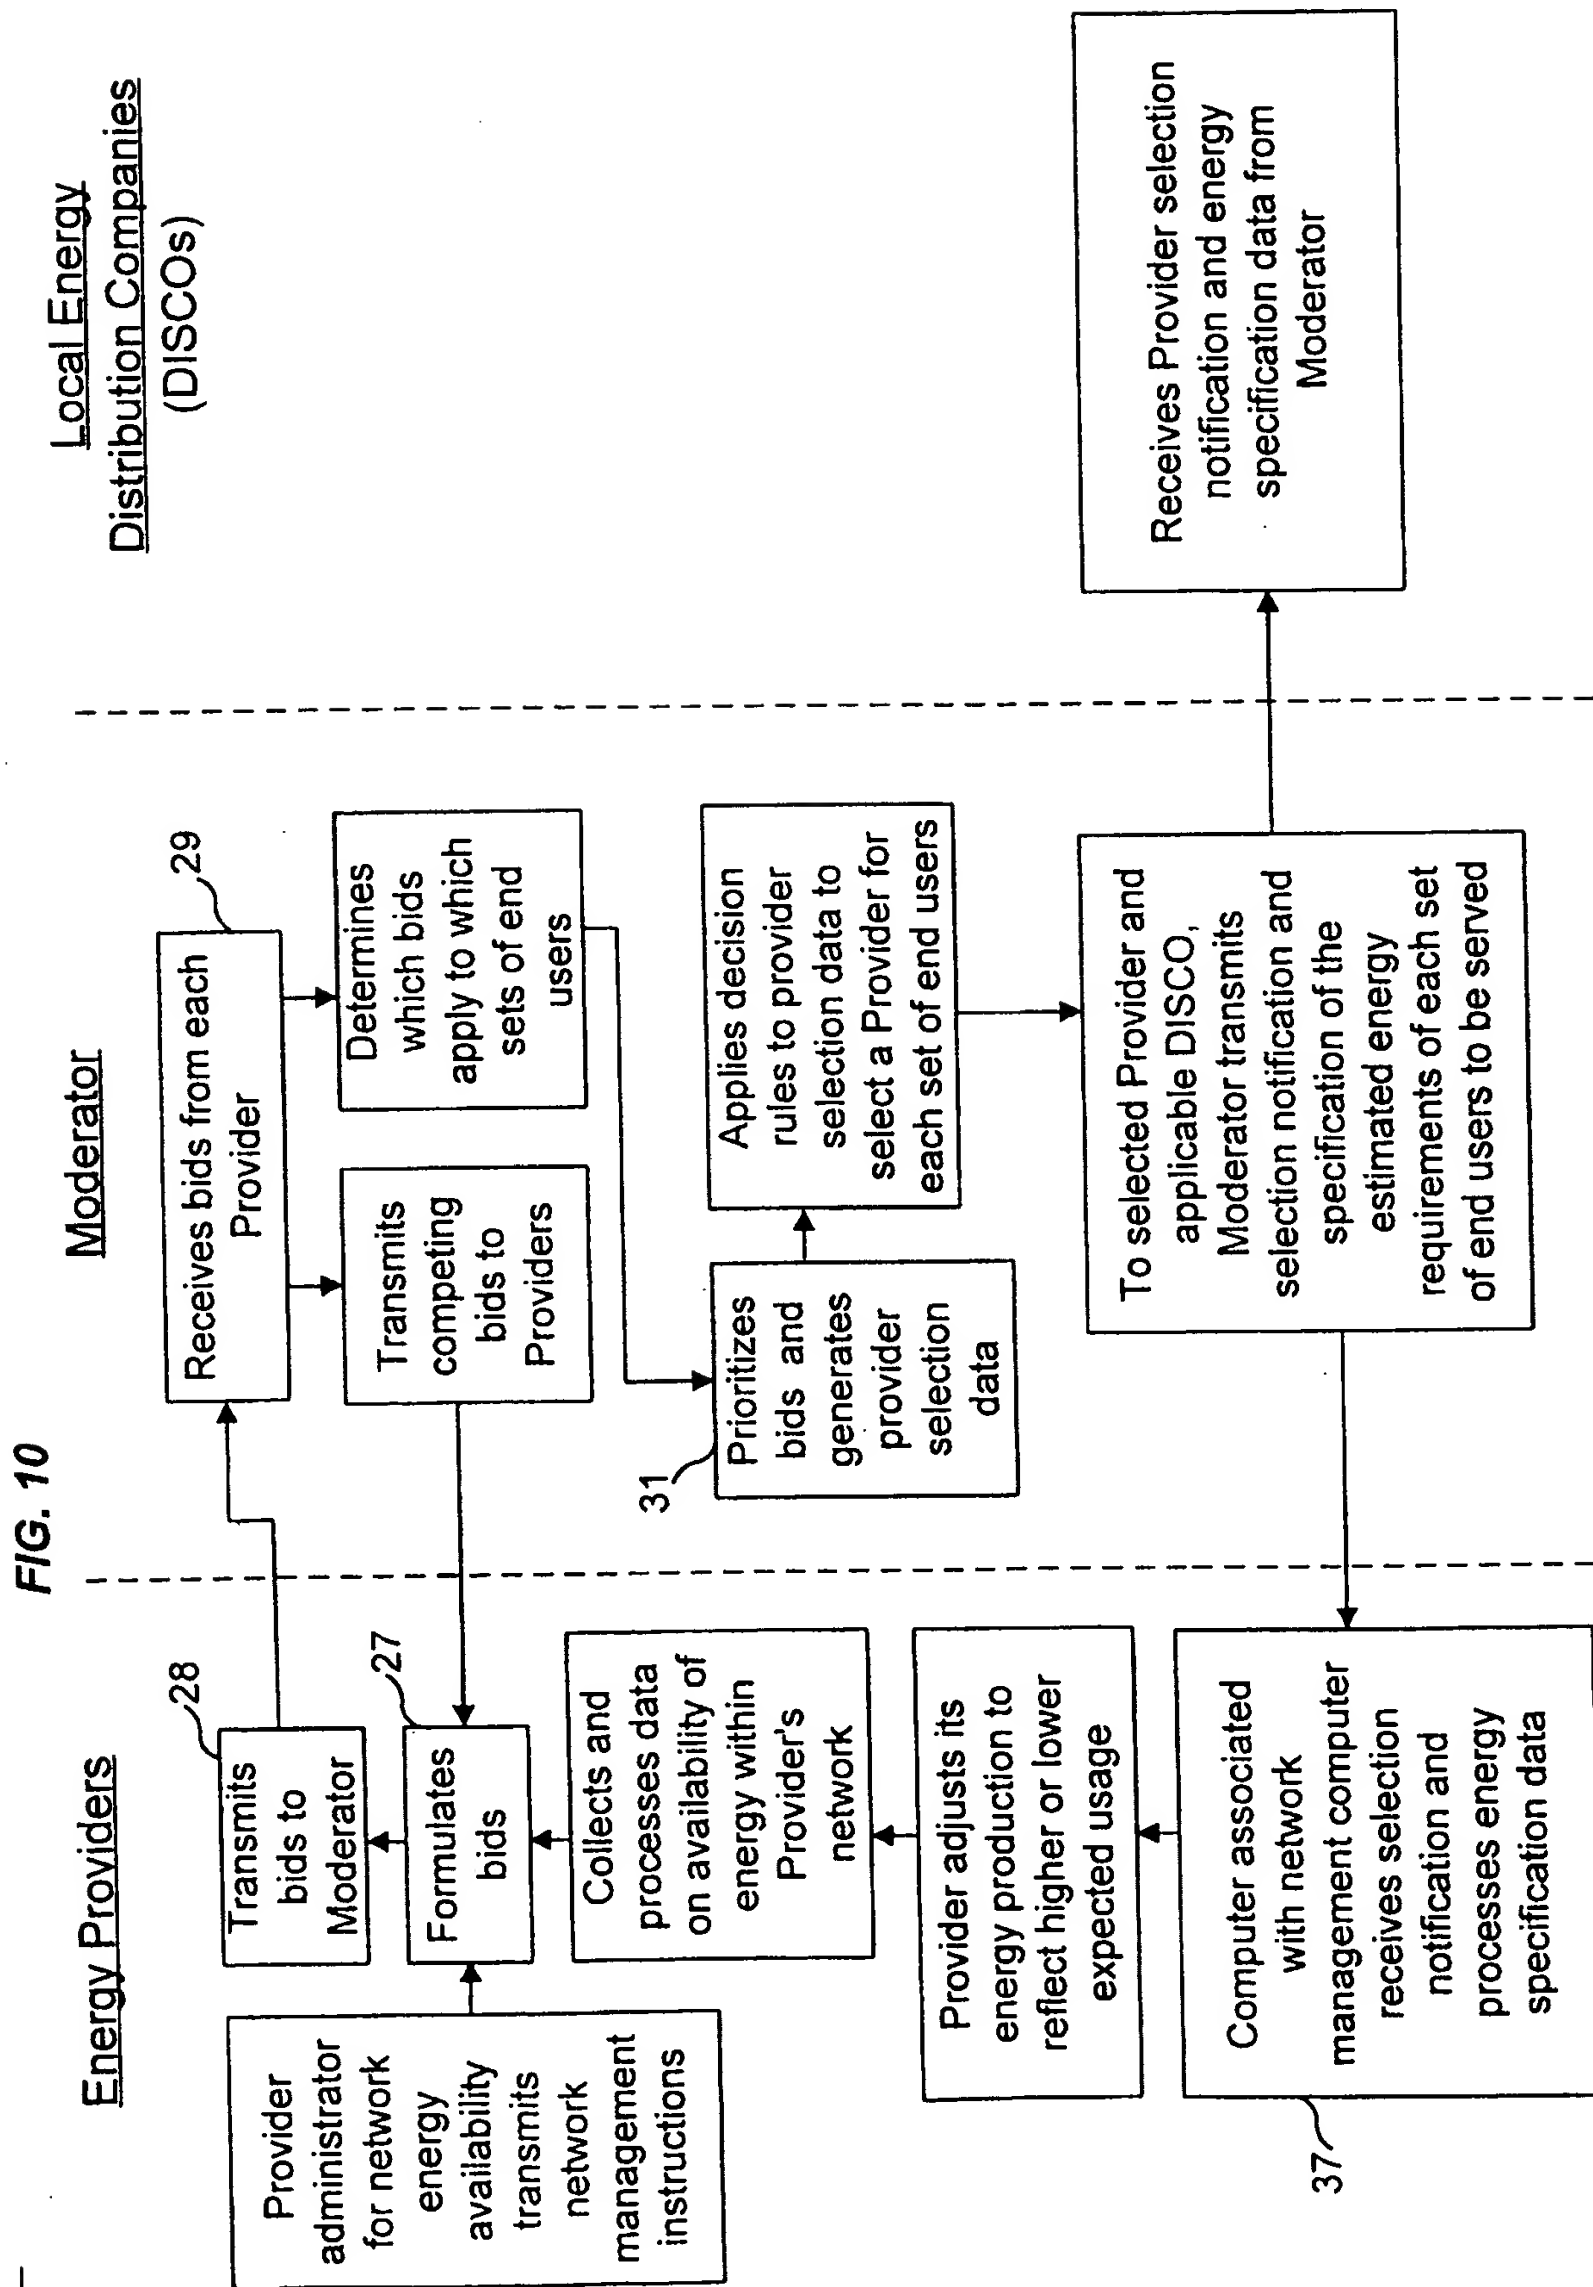 FIG. 10
Energy Providers
Moderator
Local Energy
Distribution Companies
(DISCOs)
Provider
administrator
for network
energy
availability
transmits
network
management
instructions
28
Transmits
bids to
Moderator
27
Formulates
bids
Collects and
processes data
on availability of
energy within
Provider's
network
Provider adjusts its
energy production to
reflect higher or lower
expected usage
37
Computer associated
with network
management computer
receives selection
notification and
processes energy
specification data
29
Receives bids from each
Provider
Transmits
competing
bids to
Providers
Determines
which bids
apply to which
sets of end
users
31
Prioritizes
bids and
generates
provider
selection
data
Applies decision
rules to provider
selection data to
select a Provider for
each set of end users
To selected Provider and
applicable DISCO,
Moderator transmits
selection notification and
specification of the
estimated energy
requirements of each set
of end users to be served
Receives Provider selection
notification and energy
specification data from
Moderator